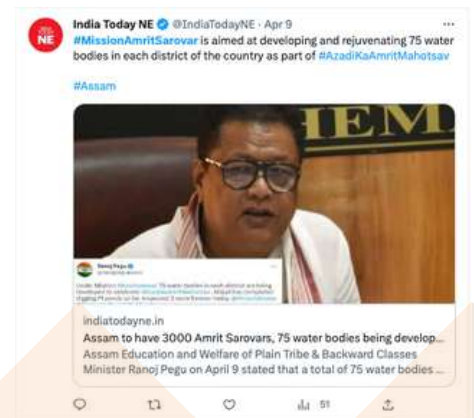 India Today NE @IndiaTodayNE · Apr 9
#MissionAmritSarovar is aimed at developing and rejuvenating 75 water
bodies in each district of the country as part of #AzadiKaAmritMahotsav
#Assam
NE
Ranoj Pegu
indiatodayne.in
Assam to have 3000 Amrit Sarovars, 75 water bodies being develop...
Assam Education and Welfare of Plain Tribe & Backward Classes
Minister Ranoj Pegu on April 9 stated that a total of 75 water bodies ...
51